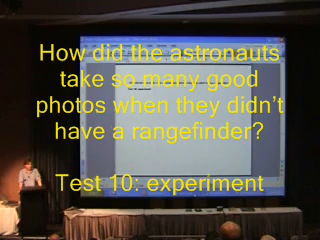 How did the astronauts
take so many good
photos when they didn't
have a rangefinder?
Test 10: experiment